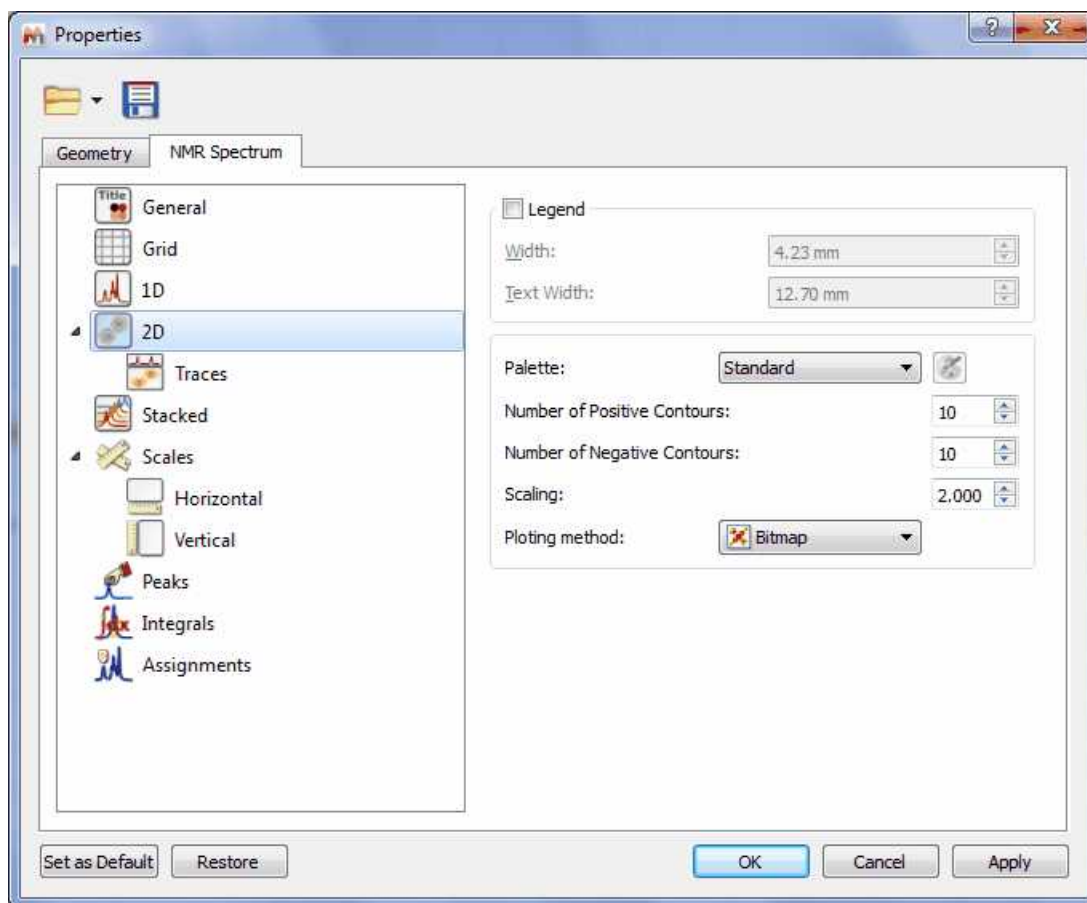 Properties
Geometry NMR Spectrum
Title
General
Grid
1D
2D
Traces
Stacked
Scales
Horizontal
Vertical
Peaks
∫dx Integrals
Assignments
Legend
Width: 4.23 mm
Text Width: 12.70 mm
Palette: Standard
Number of Positive Contours: 10
Number of Negative Contours: 10
Scaling: 2.000
Ploting method: Bitmap
Set as Default Restore OK Cancel Apply